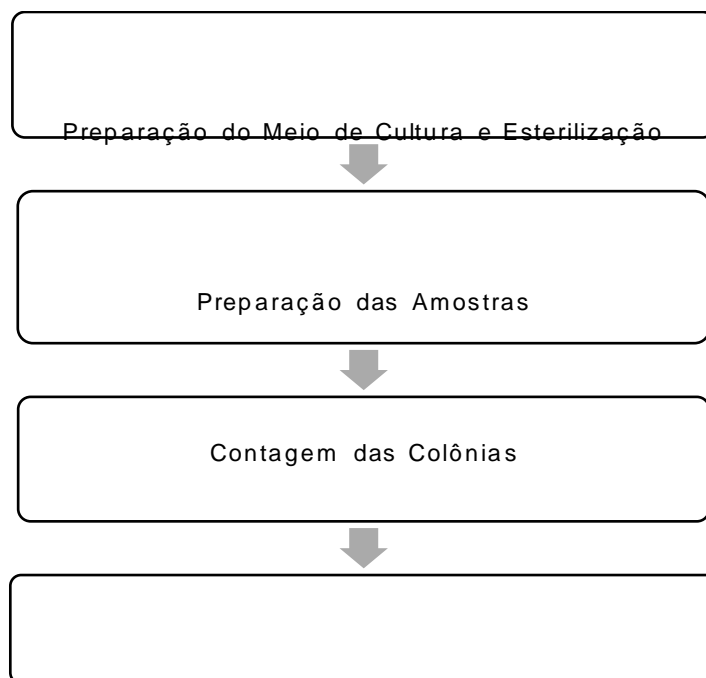 Preparação do Meio de Cultura e Esterilização
Preparação das Amostras
Contagem das Colônias